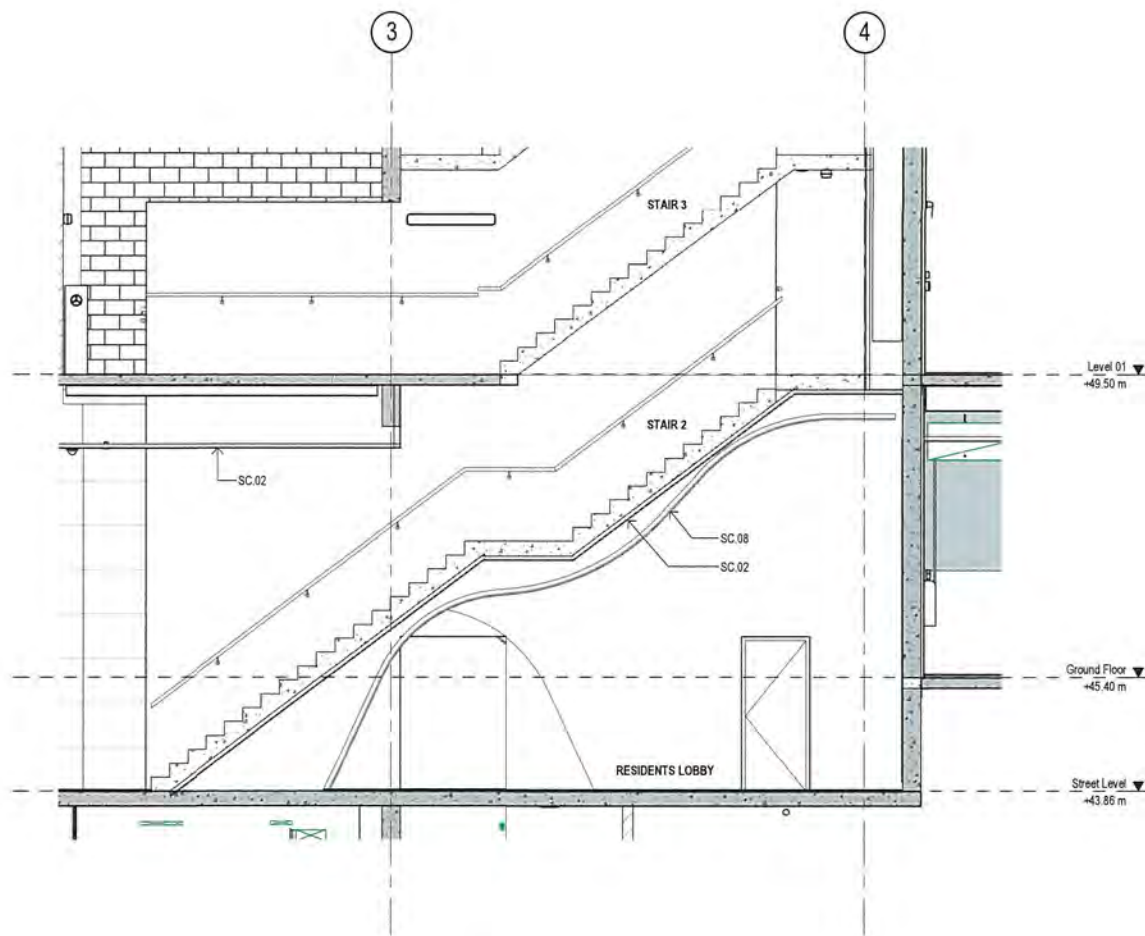 3
4
STAIR 3
Level 01
+49.50 m
STAIR 2
SC.02
SC.08
SC.02
Ground Floor
+45.40 m
RESIDENTS LOBBY
Street Level
+43.86 m